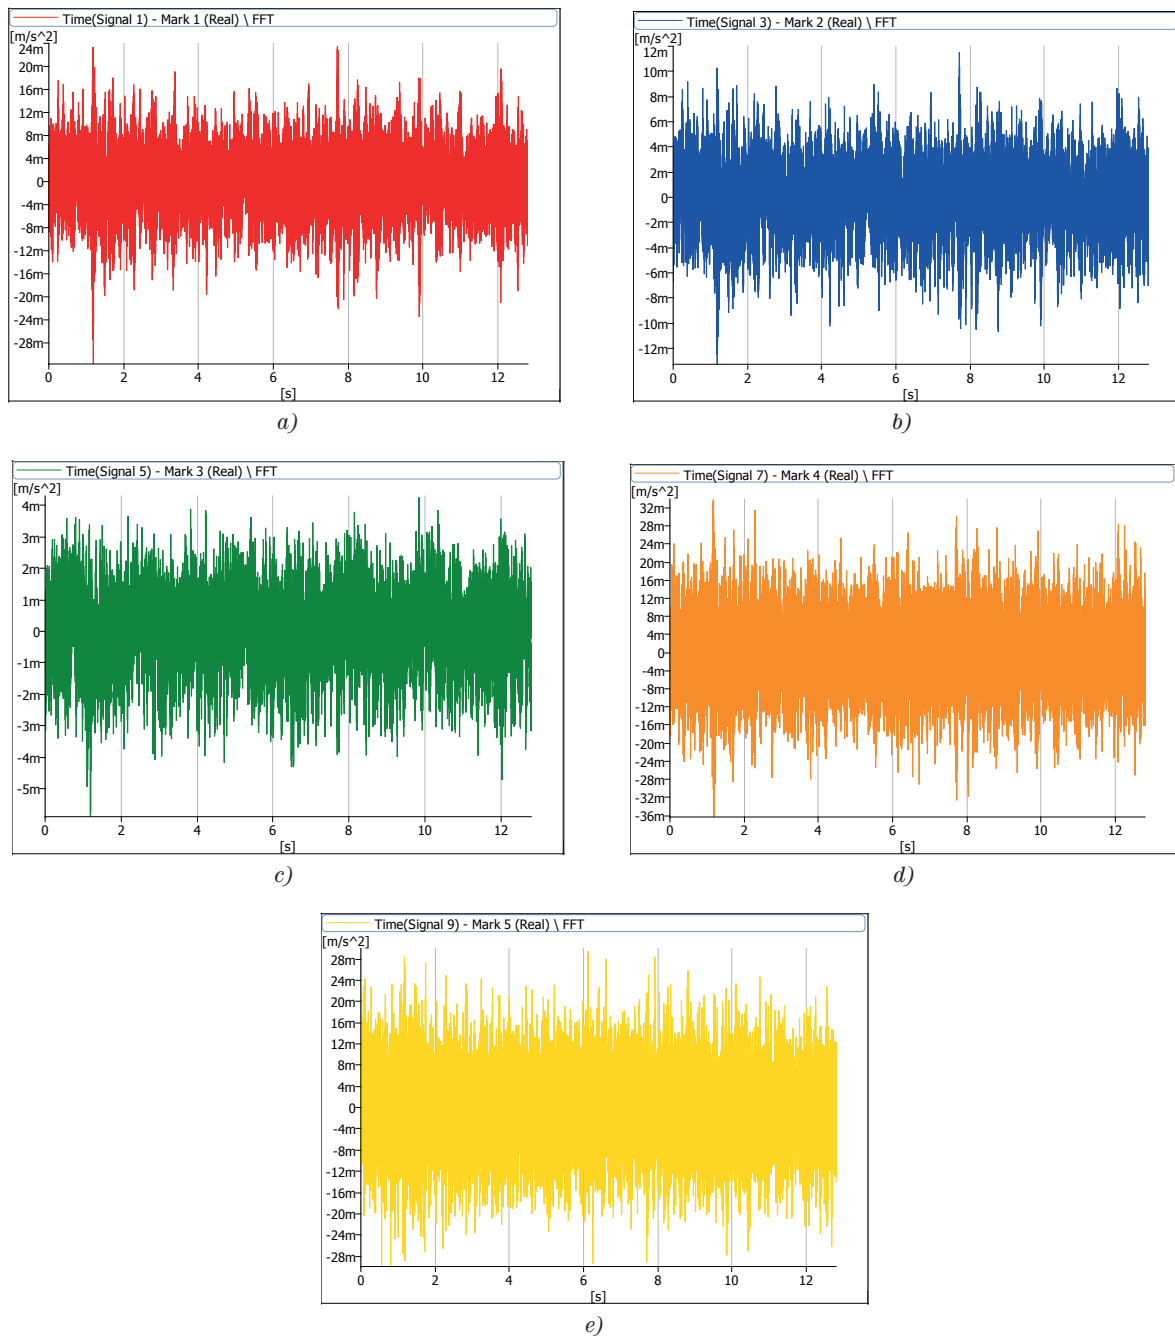 Time(Signal 1) - Mark 1 (Real) \ FFT
[m/s^2]
24m
20m
16m
12m
8m
4m
0
-4m
-8m
-12m
-16m
-20m
-24m
-28m
0 2 4 6 8 10 12
[s]
a)
Time(Signal 3) - Mark 2 (Real) \ FFT
[m/s^2]
12m
10m
8m
6m
4m
2m
0
-2m
-4m
-6m
-8m
-10m
-12m
0 2 4 6 8 10 12
[s]
b)
Time(Signal 5) - Mark 3 (Real) \ FFT
[m/s^2]
4m
3m
2m
1m
0
-1m
-2m
-3m
-4m
-5m
0 2 4 6 8 10 12
[s]
c)
Time(Signal 7) - Mark 4 (Real) \ FFT
[m/s^2]
32m
28m
24m
20m
16m
12m
8m
4m
0
-4m
-8m
-12m
-16m
-20m
-24m
-28m
-32m
-36m
0 2 4 6 8 10 12
[s]
d)
Time(Signal 9) - Mark 5 (Real) \ FFT
[m/s^2]
28m
24m
20m
16m
12m
8m
4m
0
-4m
-8m
-12m
-16m
-20m
-24m
-28m
0 2 4 6 8 10 12
[s]
e)